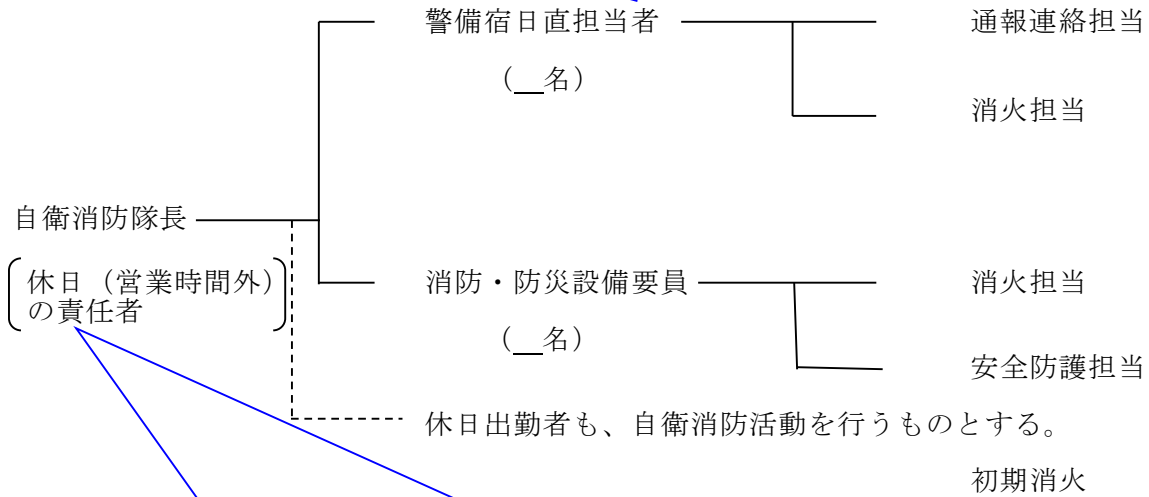 警備宿日直担当者
通報連絡担当
（__名）
消火担当
自衛消防隊長
休日（営業時間外）
の責任者
消防・防災設備要員
消火担当
（__名）
安全防護担当
休日出勤者も、自衛消防活動を行うものとする。
初期消火